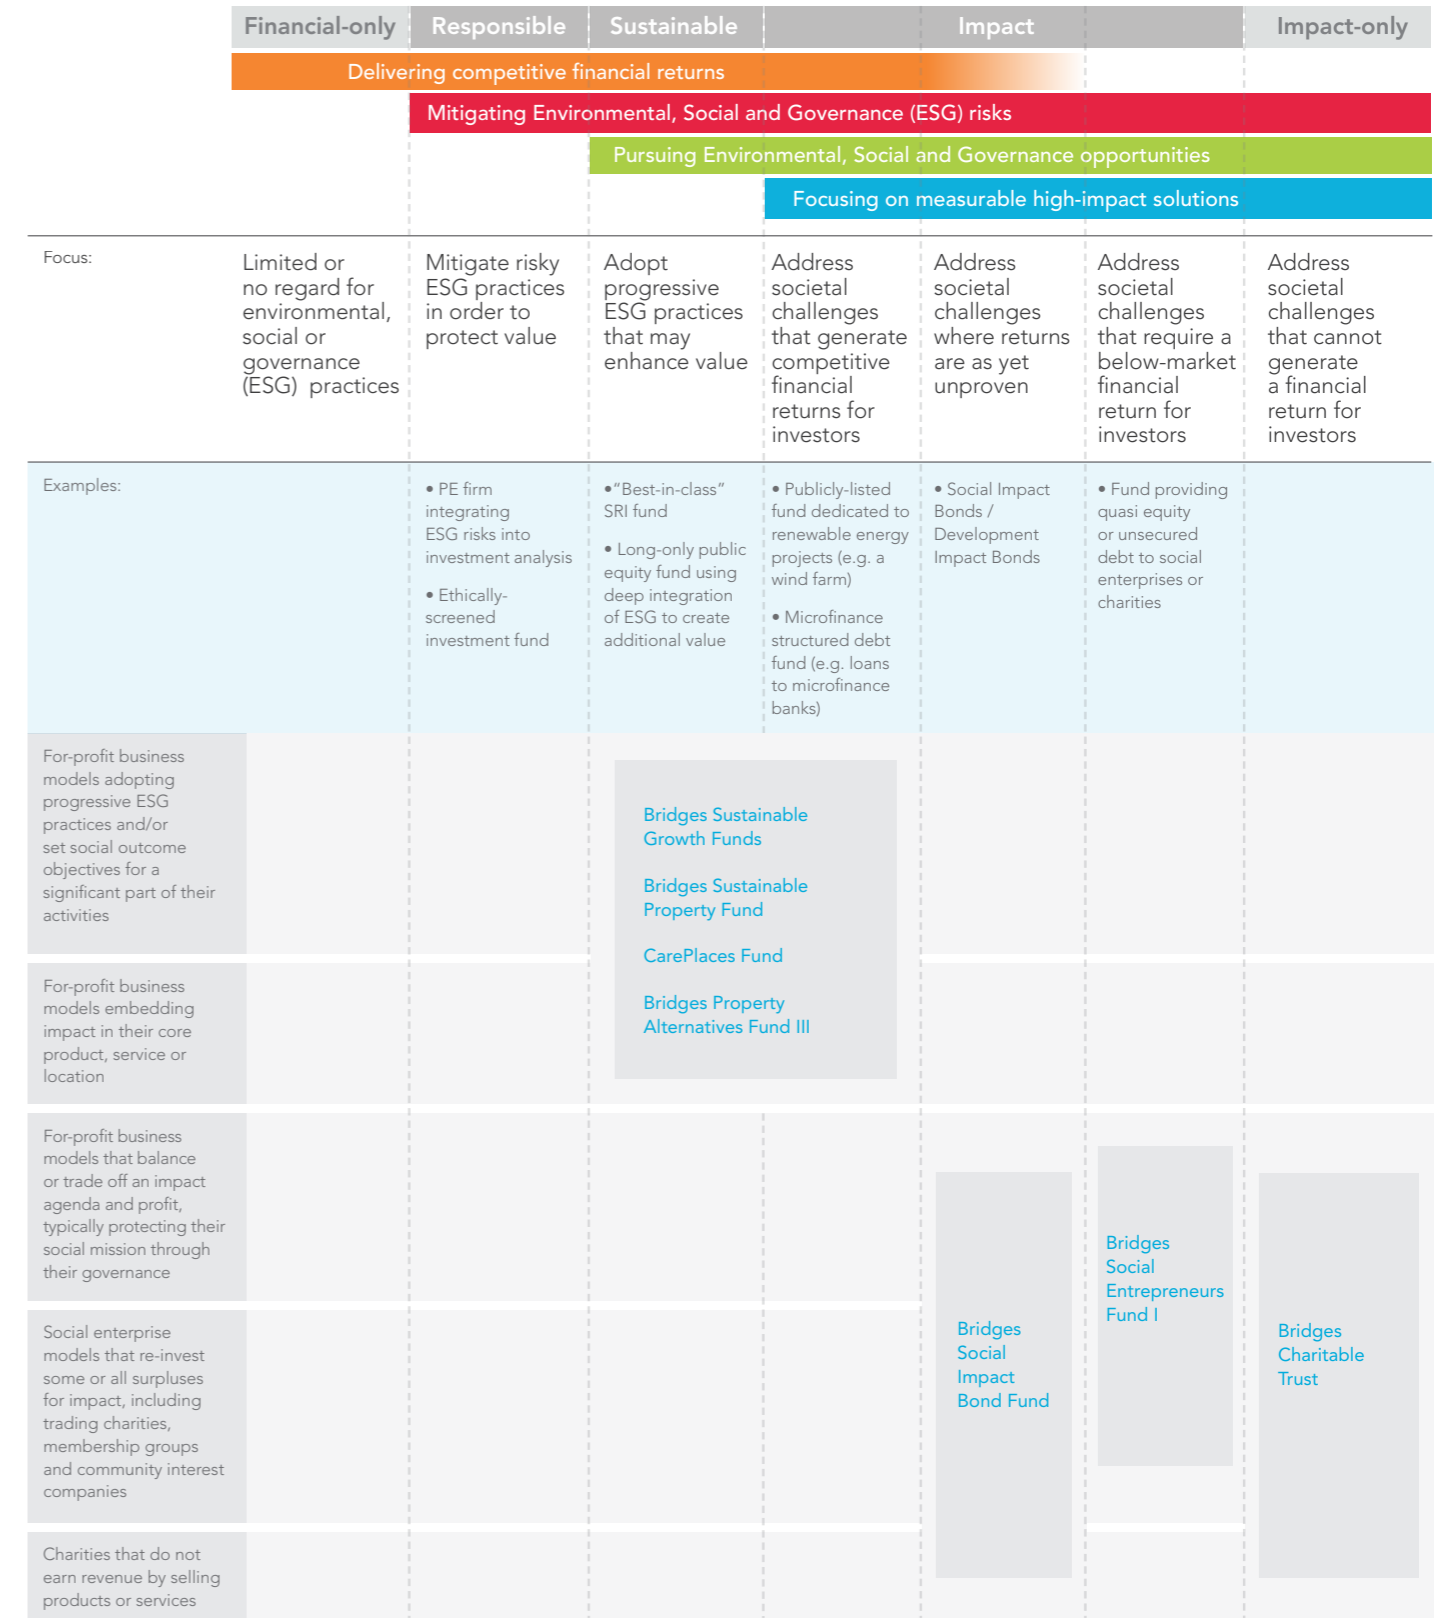 Financial-only Responsible Sustainable Impact Impact-only
Delivering competitive financial returns
Mitigating Environmental, Social and Governance (ESG) risks
Pursuing Environmental, Social and Governance opportunities
Focusing on measurable high-impact solutions
Focus:
Limited or
no regard for
environmental,
social or
governance
(ESG) practices
Mitigate risky
ESG practices
in order to
protect value
Adopt
progressive
ESG practices
that may
enhance value
Address
societal
challenges
that generate
competitive
financial
returns for
investors
Address
societal
challenges
where returns
are as yet
unproven
Address
societal
challenges
that require a
below-market
financial
return for
investors
Address
societal
challenges
that cannot
generate
a financial
return for
investors
Examples:
• PE firm
integrating
ESG risks into
investment analysis
• Ethically-
screened
investment fund
•"Best-in-class"
SRI fund
• Long-only public
equity fund using
deep integration
of ESG to create
additional value
• Publicly-listed
fund dedicated to
renewable energy
projects (e.g. a
wind farm)
• Microfinance
structured debt
fund (e.g. loans
to microfinance
banks)
• Social Impact
Bonds /
Development
Impact Bonds
• Fund providing
quasi equity
or unsecured
debt to social
enterprises or
charities
For-profit business
models adopting
progressive ESG
practices and/or
set social outcome
objectives for a
significant part of their
activities
Bridges Sustainable
Growth Funds
Bridges Sustainable
Property Fund
CarePlaces Fund
Bridges Property
Alternatives Fund III
For-profit business
models embedding
impact in their core
product, service or
location
For-profit business
models that balance
or trade off an impact
agenda and profit,
typically protecting their
social mission through
their governance
Social enterprise
models that re-invest
some or all surpluses
for impact, including
trading charities,
membership groups
and community interest
companies
Bridges
Social
Impact
Bond Fund
Bridges
Social
Entrepreneurs
Fund I
Bridges
Charitable
Trust
Charities that do not
earn revenue by selling
products or services